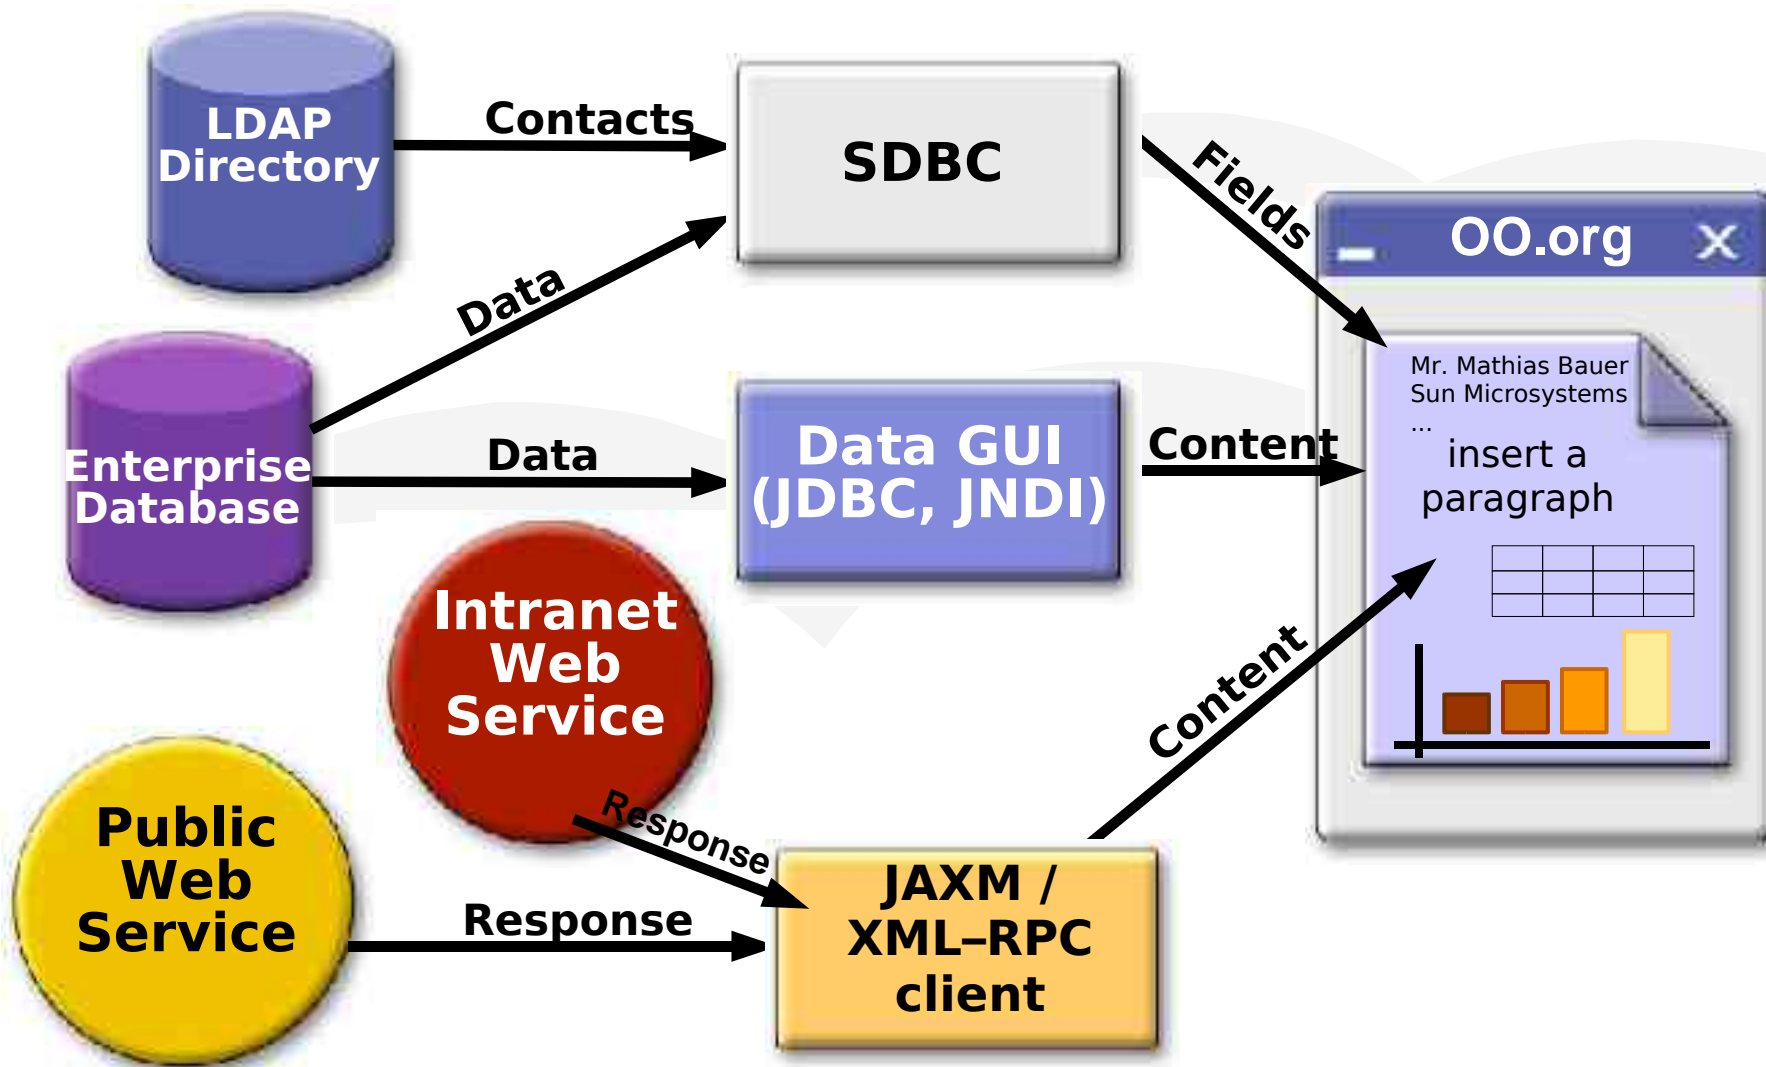 LDAP
Directory
Contacts
SDBC
Fields
OO.org
Data
Mr. Mathias Bauer
Sun Microsystems
...
insert a
paragraph
Enterprise
Database
Data
Data GUI
(JDBC, JNDI)
Content
Intranet
Web
Service
Content
Response
Public
Web
Service
Response
JAXM /
XML–RPC
client